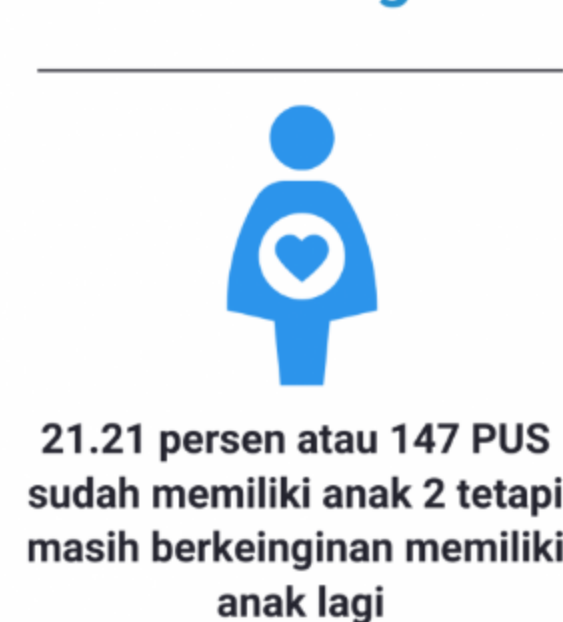 21.21 persen atau 147 PUS
sudah memiliki anak 2 tetapi
masih berkeinginan memiliki
anak lagi